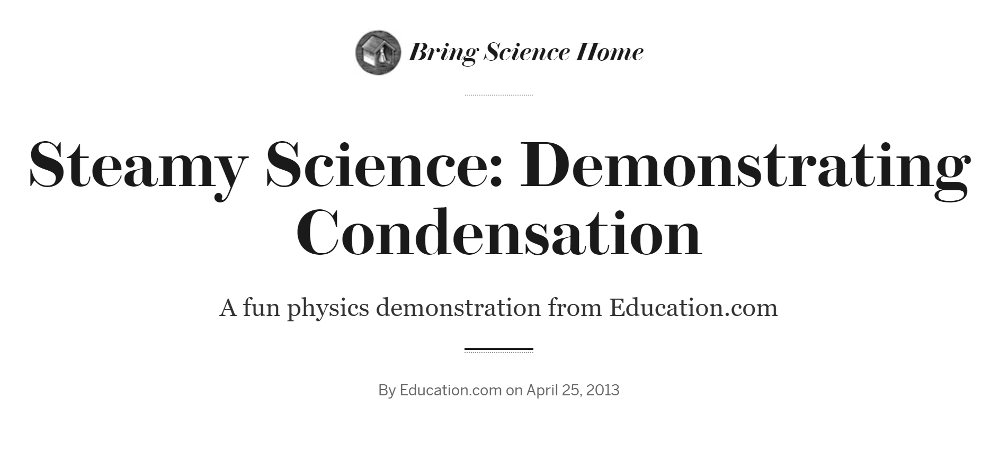 Bring Science Home
Steamy Science: Demonstrating
Condensation
A fun physics demonstration from Education.com
By Education.com on April 25, 2013